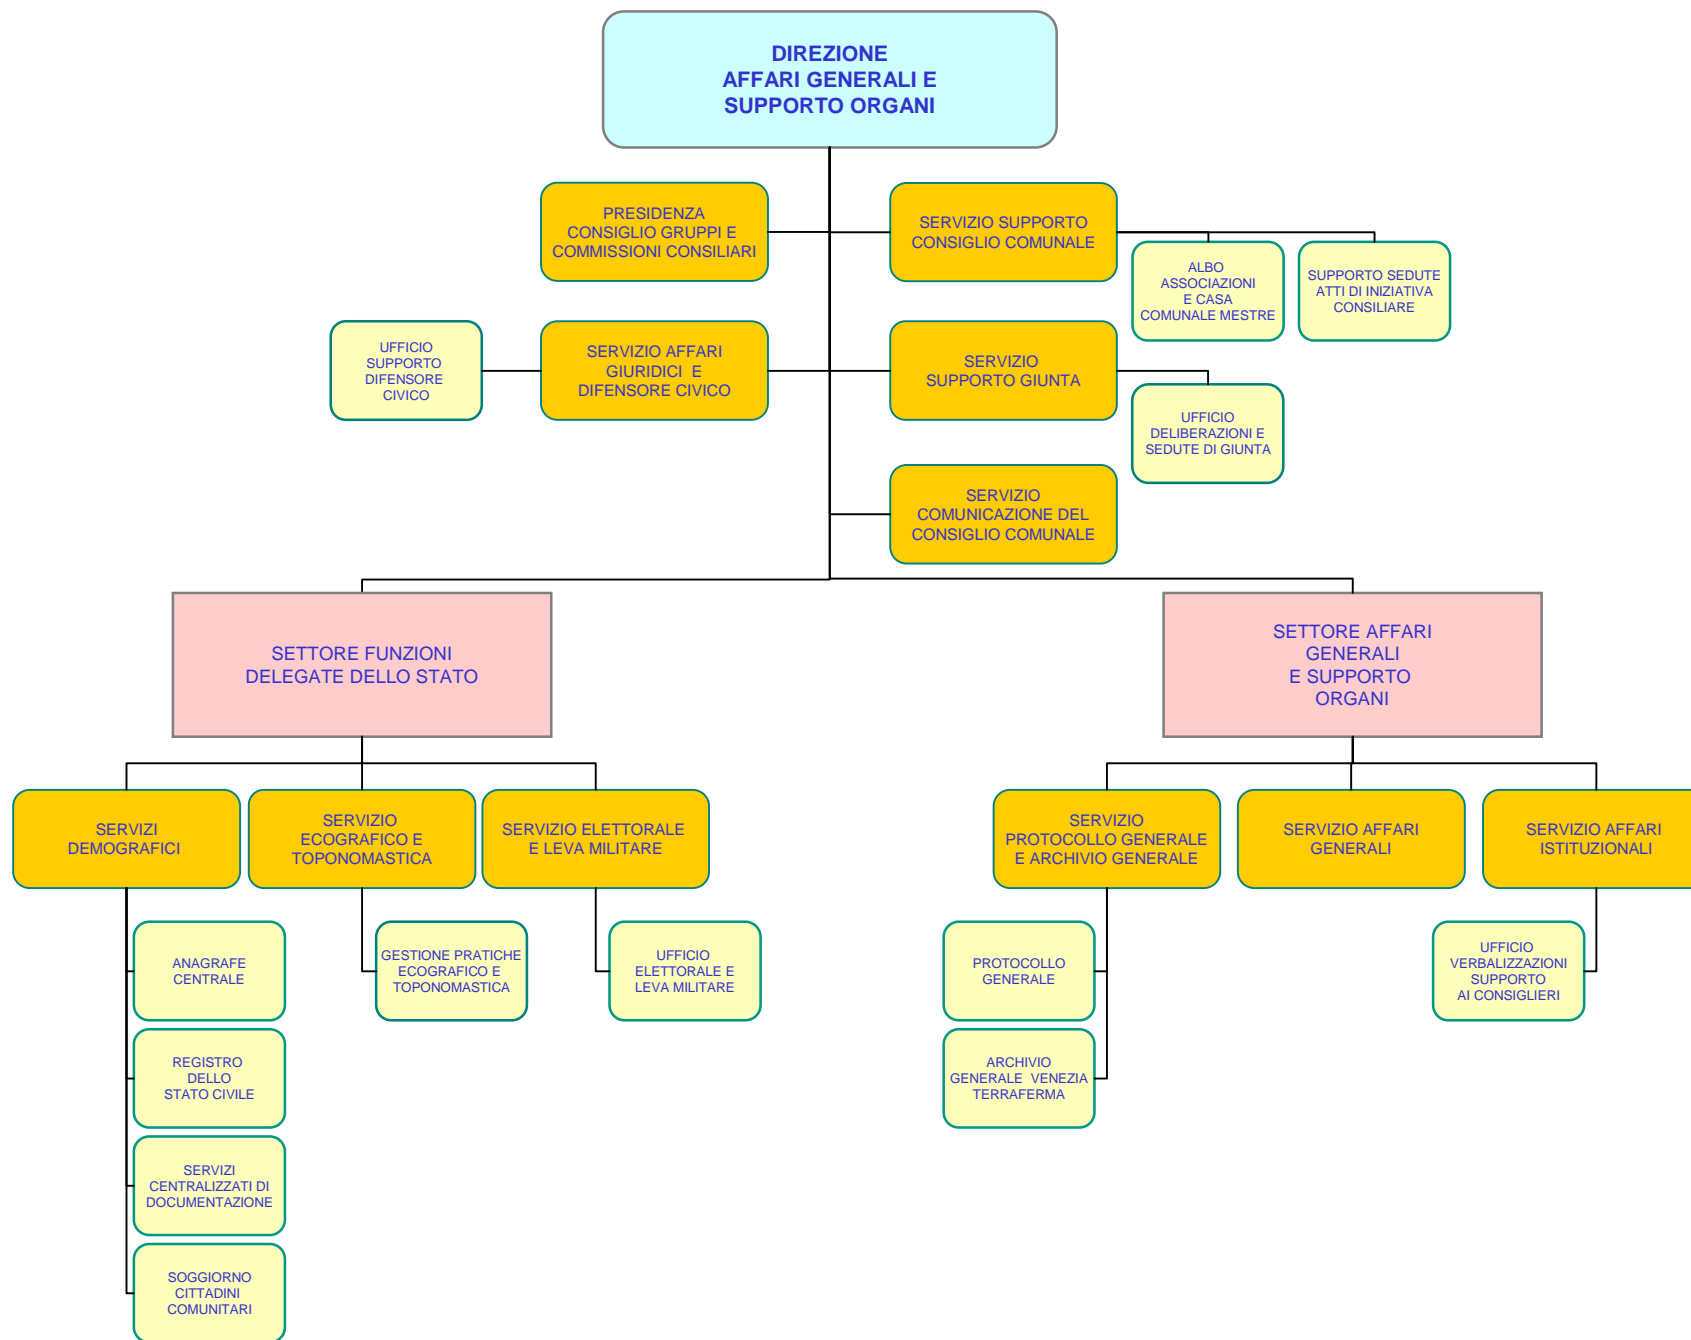 DIREZIONE
AFFARI GENERALI E
SUPPORTO ORGANI
PRESIDENZA
CONSIGLIO GRUPPI E
COMMISSIONI CONSILIARI
SERVIZIO SUPPORTO
CONSIGLIO COMUNALE
ALBO
ASSOCIAZIONI
E CASA
COMUNALE MESTRE
SUPPORTO SEDUTE
ATTI DI INIZIATIVA
CONSILIARE
UFFICIO
SUPPORTO
DIFENSORE
CIVICO
SERVIZIO AFFARI
GIURIDICI E
DIFENSORE CIVICO
SERVIZIO
SUPPORTO GIUNTA
UFFICIO
DELIBERAZIONI E
SEDUTE DI GIUNTA
SERVIZIO
COMUNICAZIONE DEL
CONSIGLIO COMUNALE
SETTORE FUNZIONI
DELEGATE DELLO STATO
SETTORE AFFARI
GENERALI
E SUPPORTO
ORGANI
SERVIZI
DEMOGRAFICI
SERVIZIO
ECOGRAFICO E
TOPONOMASTICA
SERVIZIO ELETTORALE
E LEVA MILITARE
SERVIZIO
PROTOCOLLO GENERALE
E ARCHIVIO GENERALE
SERVIZIO AFFARI
GENERALI
SERVIZIO AFFARI
ISTITUZIONALI
ANAGRAFE
CENTRALE
GESTIONE PRATICHE
ECOGRAFICO E
TOPONOMASTICA
UFFICIO
ELETTORALE E
LEVA MILITARE
PROTOCOLLO
GENERALE
UFFICIO
VERBALIZZAZIONI
SUPPORTO
AI CONSIGLIERI
REGISTRO
DELLO
STATO CIVILE
ARCHIVIO
GENERALE VENEZIA
TERRAFERMA
SERVIZI
CENTRALIZZATI DI
DOCUMENTAZIONE
SOGGIORNO
CITTADINI
COMUNITARI